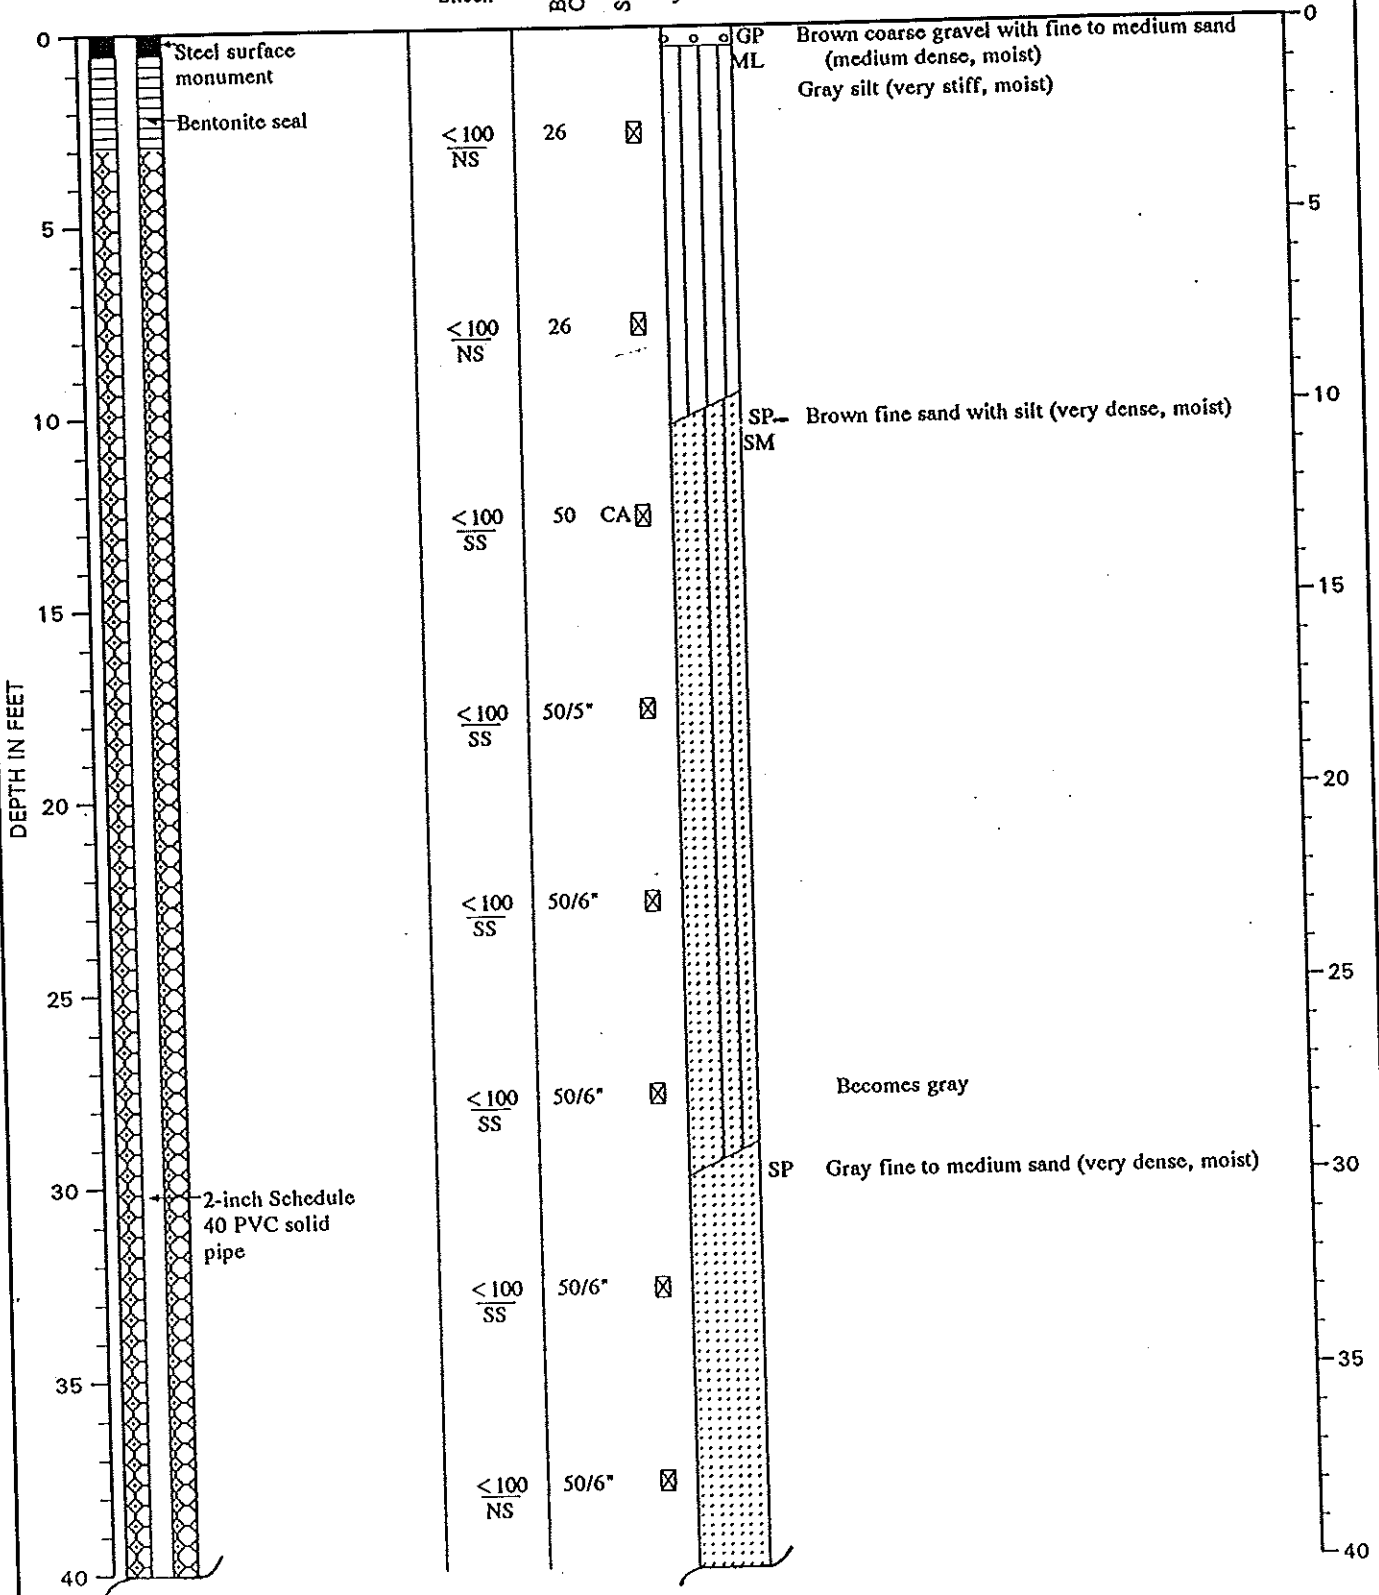 Sheen
0
Steel surface
monument
Bentonite seal
GP
ML
Brown coarse gravel with fine to medium sand
(medium dense, moist)
Gray silt (very stiff, moist)
0
<100
NS
26
5
5
<100
NS
26
10
SP-
SM
Brown fine sand with silt (very dense, moist)
10
<100
SS
50
CA
15
15
<100
SS
50/5"
DEPTH IN FEET
20
20
<100
SS
50/6"
25
25
<100
SS
50/6"
Becomes gray
30
2-inch Schedule
40 PVC solid
pipe
SP
Gray fine to medium sand (very dense, moist)
30
<100
SS
50/6"
35
35
<100
NS
50/6"
40
40